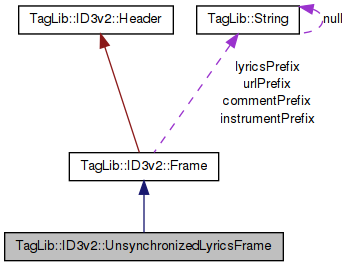 TagLib::ID3v2::Header
TagLib::String
null
lyricsPrefix
urlPrefix
commentPrefix
instrumentPrefix
TagLib::ID3v2::Frame
TagLib::ID3v2::UnsynchronizedLyricsFrame